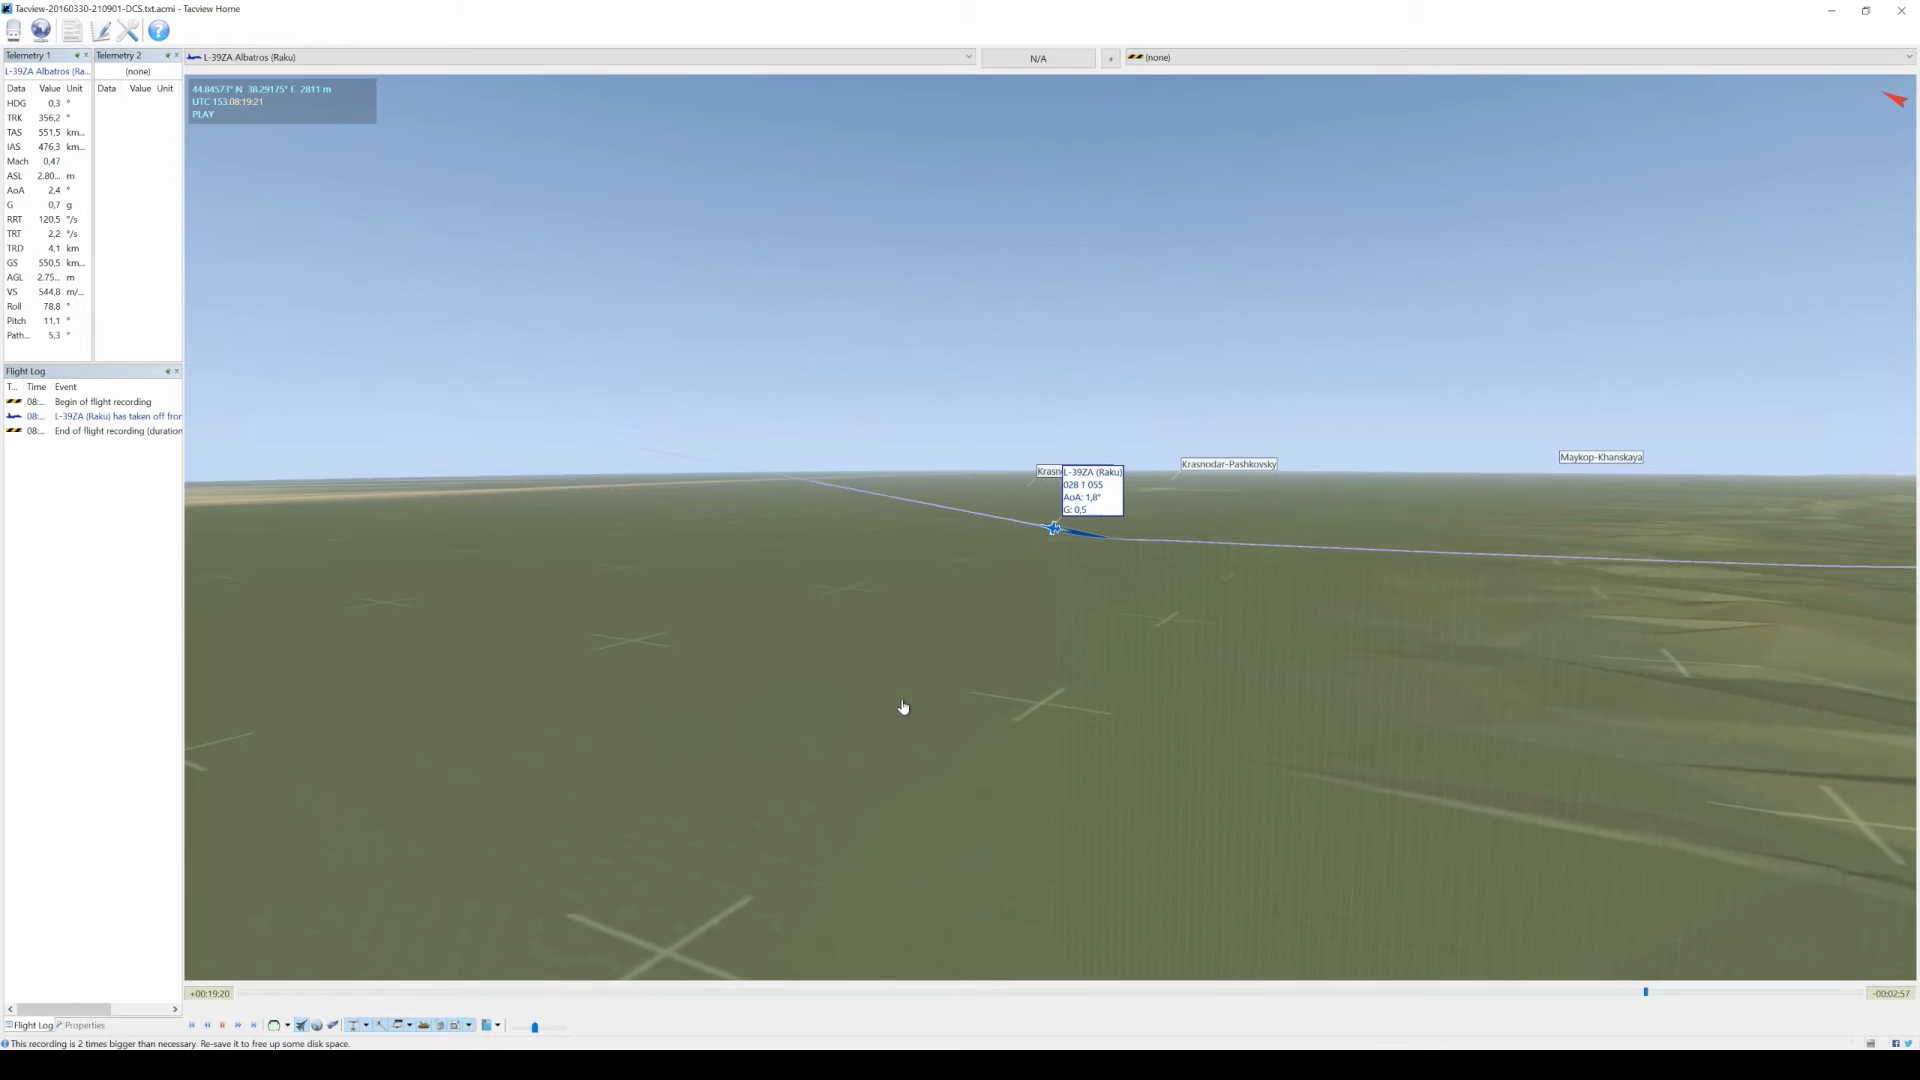 Tacview-20160330-210901-DCS.txt.acmi - Tacview Home
Telemetry 1
L-39ZA Albatros (Ra...
Data Value Unit
HDG 0,3 °
TRK 356,2 °
TAS 551,5 km...
IAS 476,3 km...
Mach 0,47
ASL 2.80... m
AoA 2,4 °
G 0,7 g
RRT 120,5 °/s
TRT 2,2 °/s
TRD 4,1 km
GS 550,5 km...
AGL 2.75... m
VS 544,8 m/...
Roll 78,8 °
Pitch 11,1 °
Path... 5,3 °
Telemetry 2
(none)
Data Value Unit
L-39ZA Albatros (Raku)
N/A
+
(none)
44.84573° N 38.29175° E 2811 m
UTC 153.08:19:21
PLAY
Krasn
L-39ZA (Raku)
028 1 055
AoA: 1,8°
G: 0,5
Krasnodar-Pashkovsky
Maykop-Khanskaya
Flight Log
T... Time Event
08:... Begin of flight recording
08:... L-39ZA (Raku) has taken off fror
08:... End of flight recording (duration
+00:19:20
-00:02:57
Flight Log
Properties
This recording is 2 times bigger than necessary. Re-save it to free up some disk space.